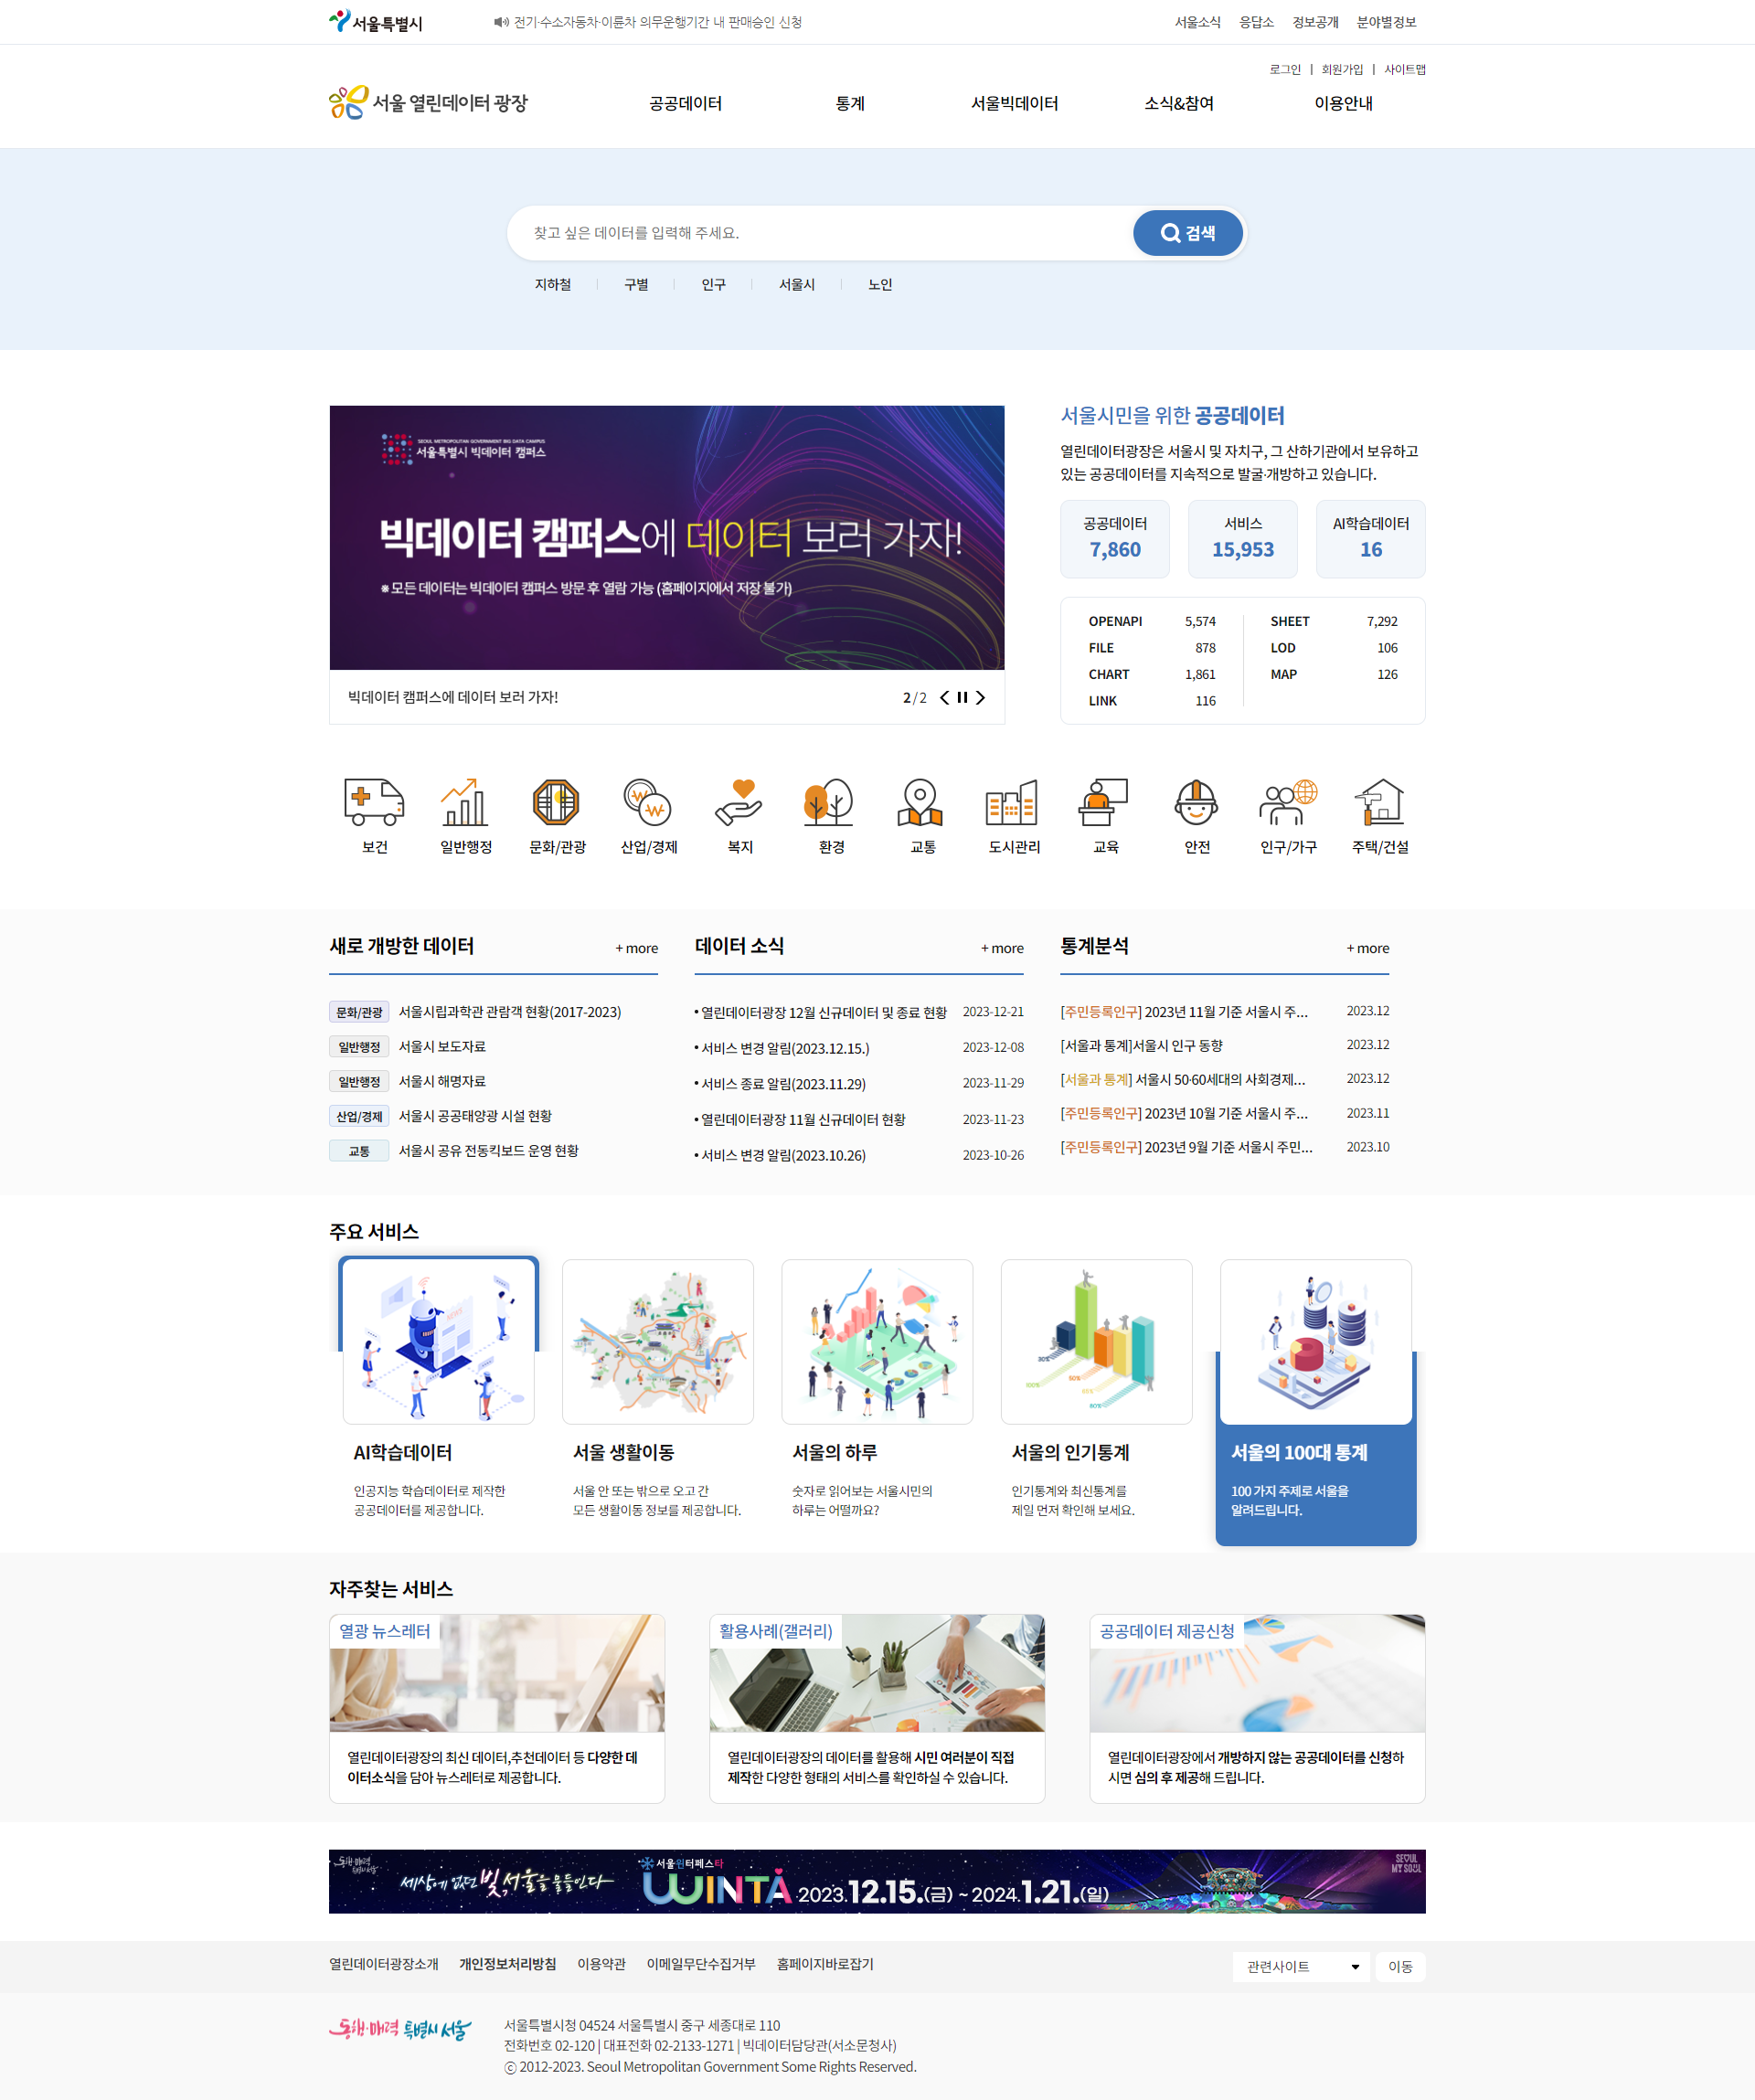 서울특별시
전기·수소자동차·이륜차 의무운행기간 내 판매승인 신청
서울소식 응답소 정보공개 분야별정보
로그인 | 회원가입 | 사이트맵
서울 열린데이터 광장
공공데이터 통계 서울빅데이터 소식&참여 이용안내
찾고 싶은 데이터를 입력해 주세요.
검색
지하철 구별 인구 서울시 노인
SEOUL METROPOLITAN GOVERNMENT BIG DATA CAMPUS
서울특별시 빅데이터 캠퍼스
빅데이터 캠퍼스에 데이터 보러 가자!
※ 모든 데이터는 빅데이터 캠퍼스 방문 후 열람 가능 (홈페이지에서 저장 불가)
빅데이터 캠퍼스에 데이터 보러 가자!
2 / 2
서울시민을 위한 공공데이터
열린데이터광장은 서울시 및 자치구, 그 산하기관에서 보유하고
있는 공공데이터를 지속적으로 발굴·개방하고 있습니다.
공공데이터 서비스 AI학습데이터
7,860 15,953 16
OPENAPI 5,574 SHEET 7,292
FILE 878 LOD 106
CHART 1,861 MAP 126
LINK 116
보건 일반행정 문화/관광 산업/경제 복지 환경 교통 도시관리 교육 안전 인구/가구 주택/건설
새로 개방한 데이터 + more
문화/관광 서울시립과학관 관람객 현황(2017-2023)
일반행정 서울시 보도자료
일반행정 서울시 해명자료
산업/경제 서울시 공공태양광 시설 현황
교통 서울시 공유 전동킥보드 운영 현황
데이터 소식 + more
• 열린데이터광장 12월 신규데이터 및 종료 현황 2023-12-21
• 서비스 변경 알림(2023.12.15.) 2023-12-08
• 서비스 종료 알림(2023.11.29) 2023-11-29
• 열린데이터광장 11월 신규데이터 현황 2023-11-23
• 서비스 변경 알림(2023.10.26) 2023-10-26
통계분석 + more
[주민등록인구] 2023년 11월 기준 서울시 주... 2023.12
[서울과 통계]서울시 인구 동향 2023.12
[서울과 통계] 서울시 50·60세대의 사회경제... 2023.12
[주민등록인구] 2023년 10월 기준 서울시 주... 2023.11
[주민등록인구] 2023년 9월 기준 서울시 주민... 2023.10
주요 서비스
AI학습데이터
인공지능 학습데이터로 제작한
공공데이터를 제공합니다.
서울 생활이동
서울 안 또는 밖으로 오고 간
모든 생활이동 정보를 제공합니다.
서울의 하루
숫자로 읽어보는 서울시민의
하루는 어떨까요?
서울의 인기통계
인기통계와 최신통계를
제일 먼저 확인해 보세요.
서울의 100대 통계
100 가지 주제로 서울을
알려드립니다.
자주찾는 서비스
열광 뉴스레터
열린데이터광장의 최신 데이터,추천데이터 등 다양한 데
이터소식을 담아 뉴스레터로 제공합니다.
활용사례(갤러리)
열린데이터광장의 데이터를 활용해 시민 여러분이 직접
제작한 다양한 형태의 서비스를 확인하실 수 있습니다.
공공데이터 제공신청
열린데이터광장에서 개방하지 않는 공공데이터를 신청하
시면 심의 후 제공해 드립니다.
세상에 없던 빛, 서울을 물들인다
서울윈터페스타
WINTA 2023.12.15.(금) ~ 2024.1.21.(일)
SEOUL
MY SOUL
열린데이터광장소개 개인정보처리방침 이용약관 이메일무단수집거부 홈페이지바로잡기
관련사이트 이동
동행·매력 특별시 서울
서울특별시청 04524 서울특별시 중구 세종대로 110
전화번호 02-120 | 대표전화 02-2133-1271 | 빅데이터담당관(서소문청사)
ⓒ 2012-2023. Seoul Metropolitan Government Some Rights Reserved.